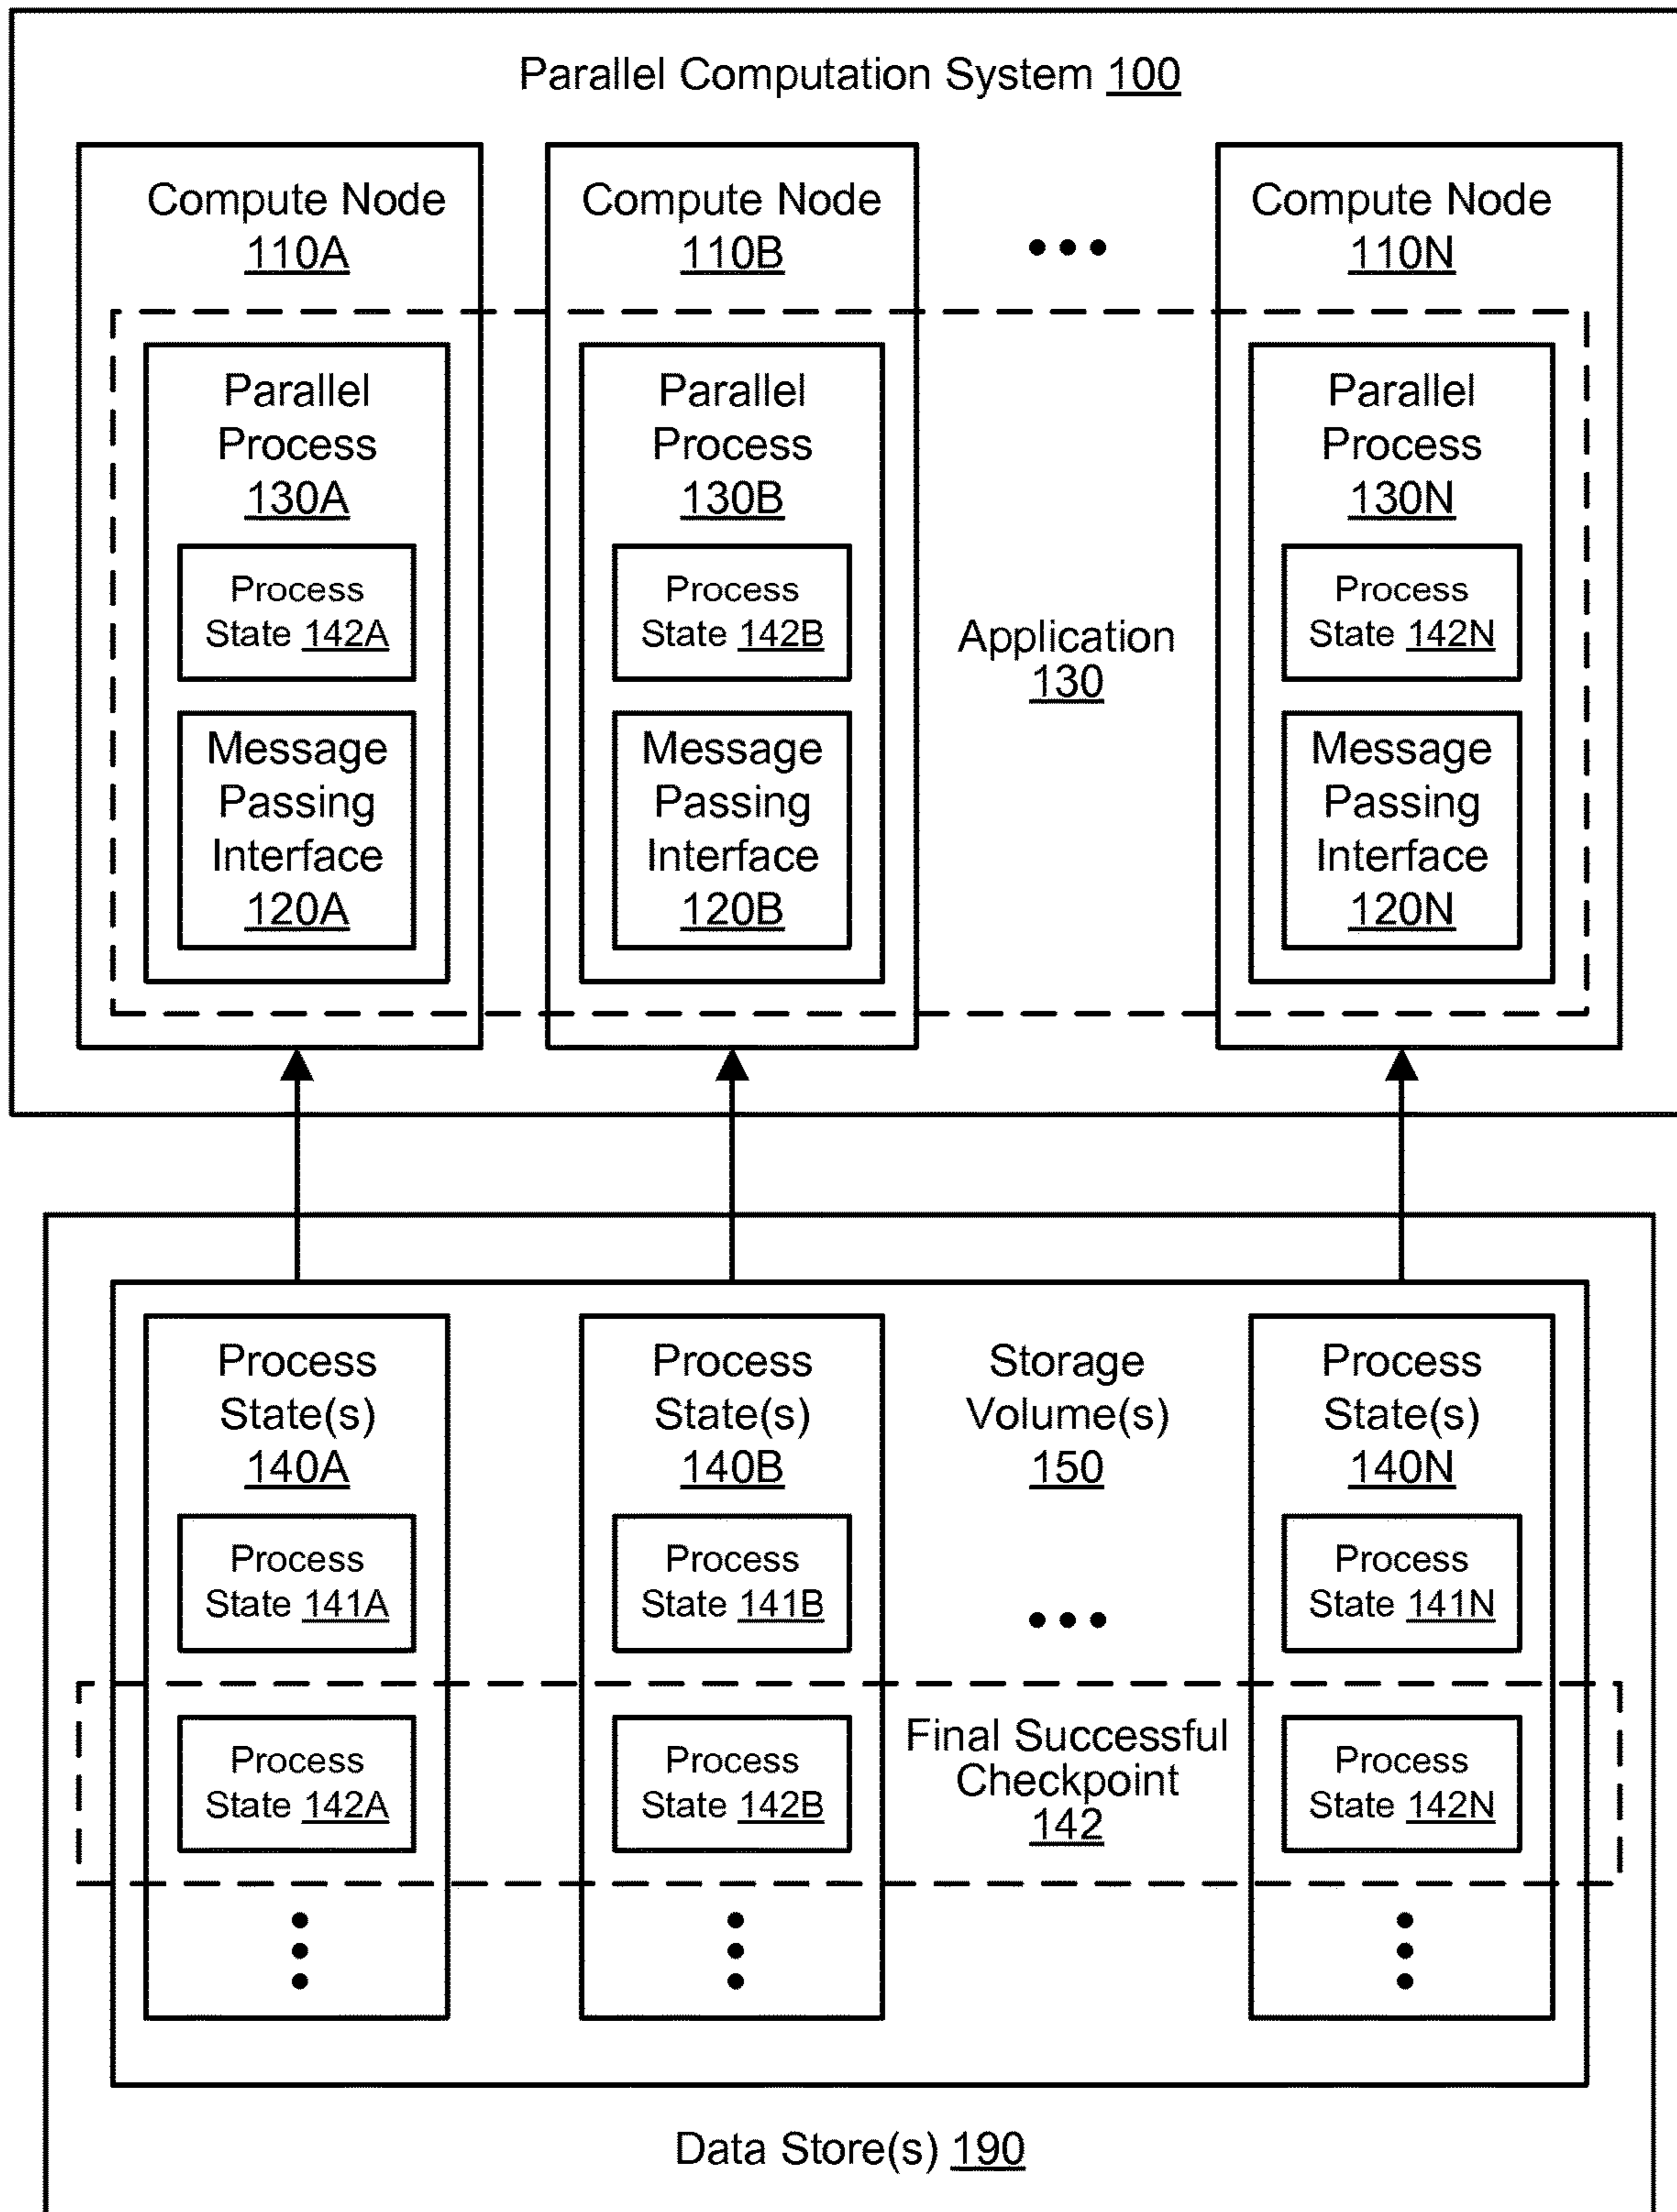 Parallel Computation System 100
Compute Node
110A
Compute Node
110B
Compute Node
110N
Parallel
Process
130A
Process
State 142A
Message
Passing
Interface
120A
Parallel
Process
130B
Process
State 142B
Message
Passing
Interface
120B
Application
130
Parallel
Process
130N
Process
State 142N
Message
Passing
Interface
120N
Process
State(s)
140A
Process
State 141A
Process
State 142A
Process
State(s)
140B
Process
State 141B
Process
State 142B
Storage
Volume(s)
150
Final Successful
Checkpoint
142
Process
State(s)
140N
Process
State 141N
Process
State 142N
Data Store(s) 190